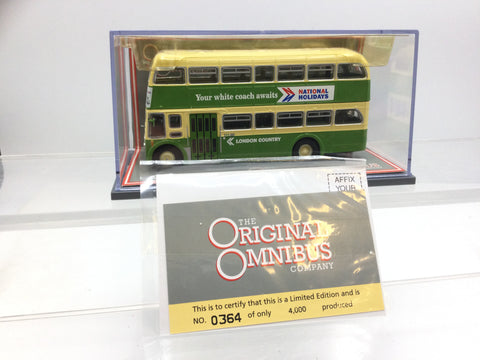 Your white coach awaits NATIONAL HOLIDAYS
LONDON COUNTRY
AFFIX
YOUR
THE
ORIGINAL
OMNIBUS
COMPANY
This is to certify that this is a Limited Edition and is
NO. 0364 of only 4,000 produced